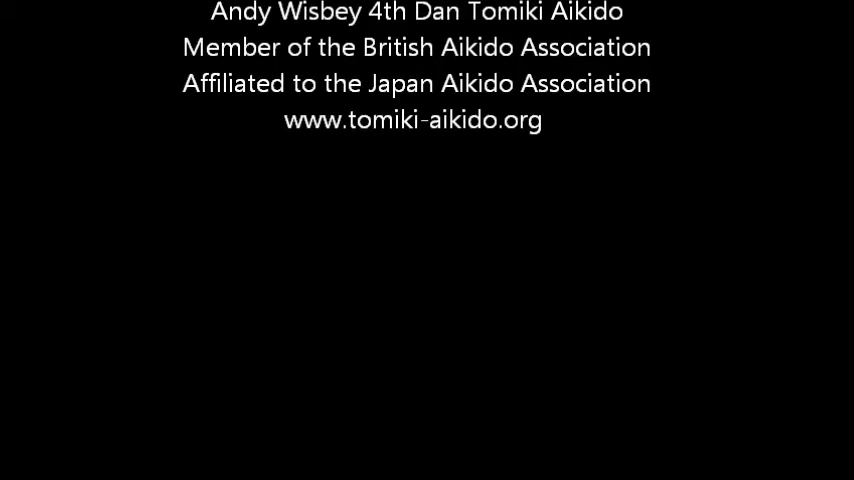 Andy Wisbey 4th Dan Tomiki Aikido
Member of the British Aikido Association
Affiliated to the Japan Aikido Association
www.tomiki-aikido.org